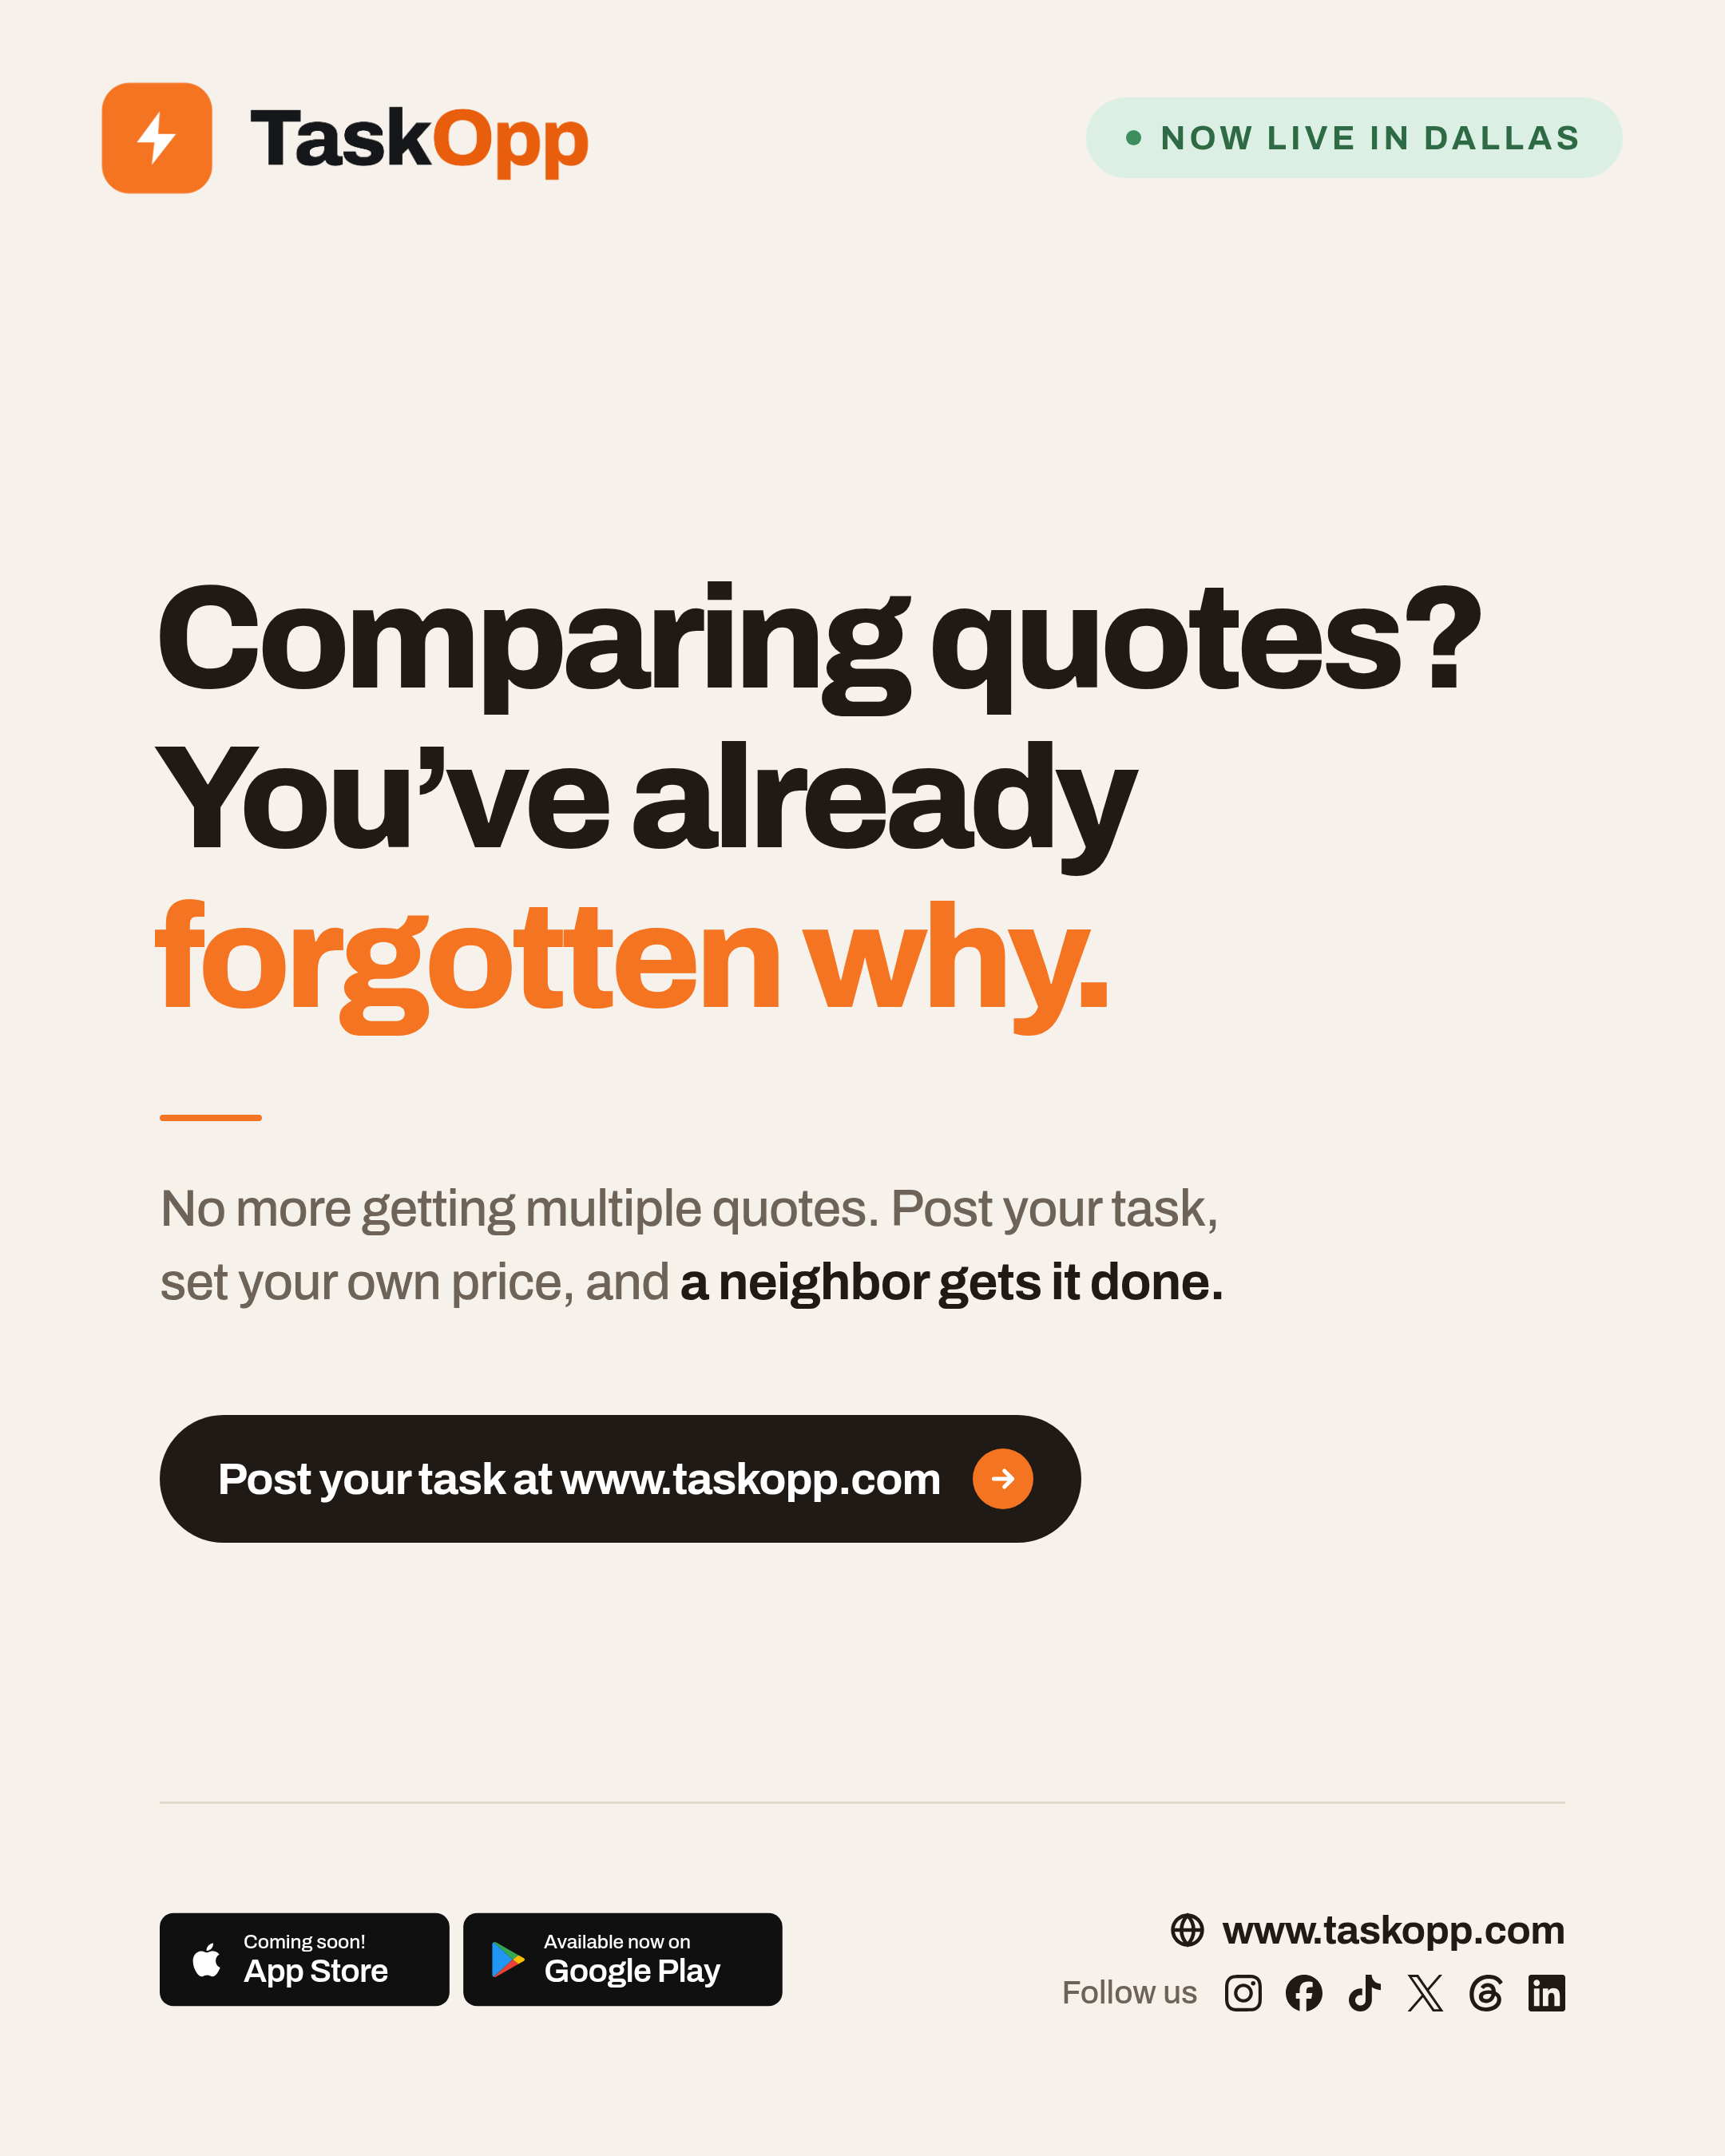 TaskOpp
NOW LIVE IN DALLAS
Comparing quotes?
You’ve already
forgotten why.
No more getting multiple quotes. Post your task,
set your own price, and a neighbor gets it done.
Post your task at www.taskopp.com
Coming soon!
App Store
Available now on
Google Play
www.taskopp.com
Follow us